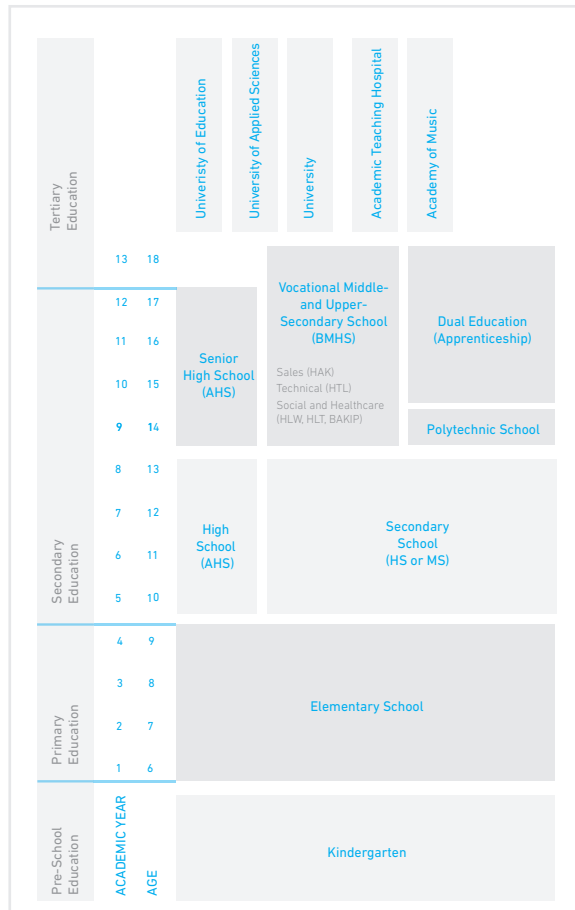 Univeristy of Education
University of Applied Sciences
University
Academic Teaching Hospital
Academy of Music
Tertiary
Education
13 18
12 17
11 16
10 15
9 14
8 13
7 12
6 11
5 10
4 9
3 8
2 7
1 6
Vocational Middle-
and Upper-
Secondary School
(BMHS)
Sales (HAK)
Technical (HTL)
Social and Healthcare
(HLW, HLT, BAKIP)
Dual Education
(Apprenticeship)
Senior
High School
(AHS)
Polytechnic School
Secondary
Education
High
School
(AHS)
Secondary
School
(HS or MS)
Primary
Education
Elementary School
Pre-School
Education
ACADEMIC YEAR
AGE
Kindergarten